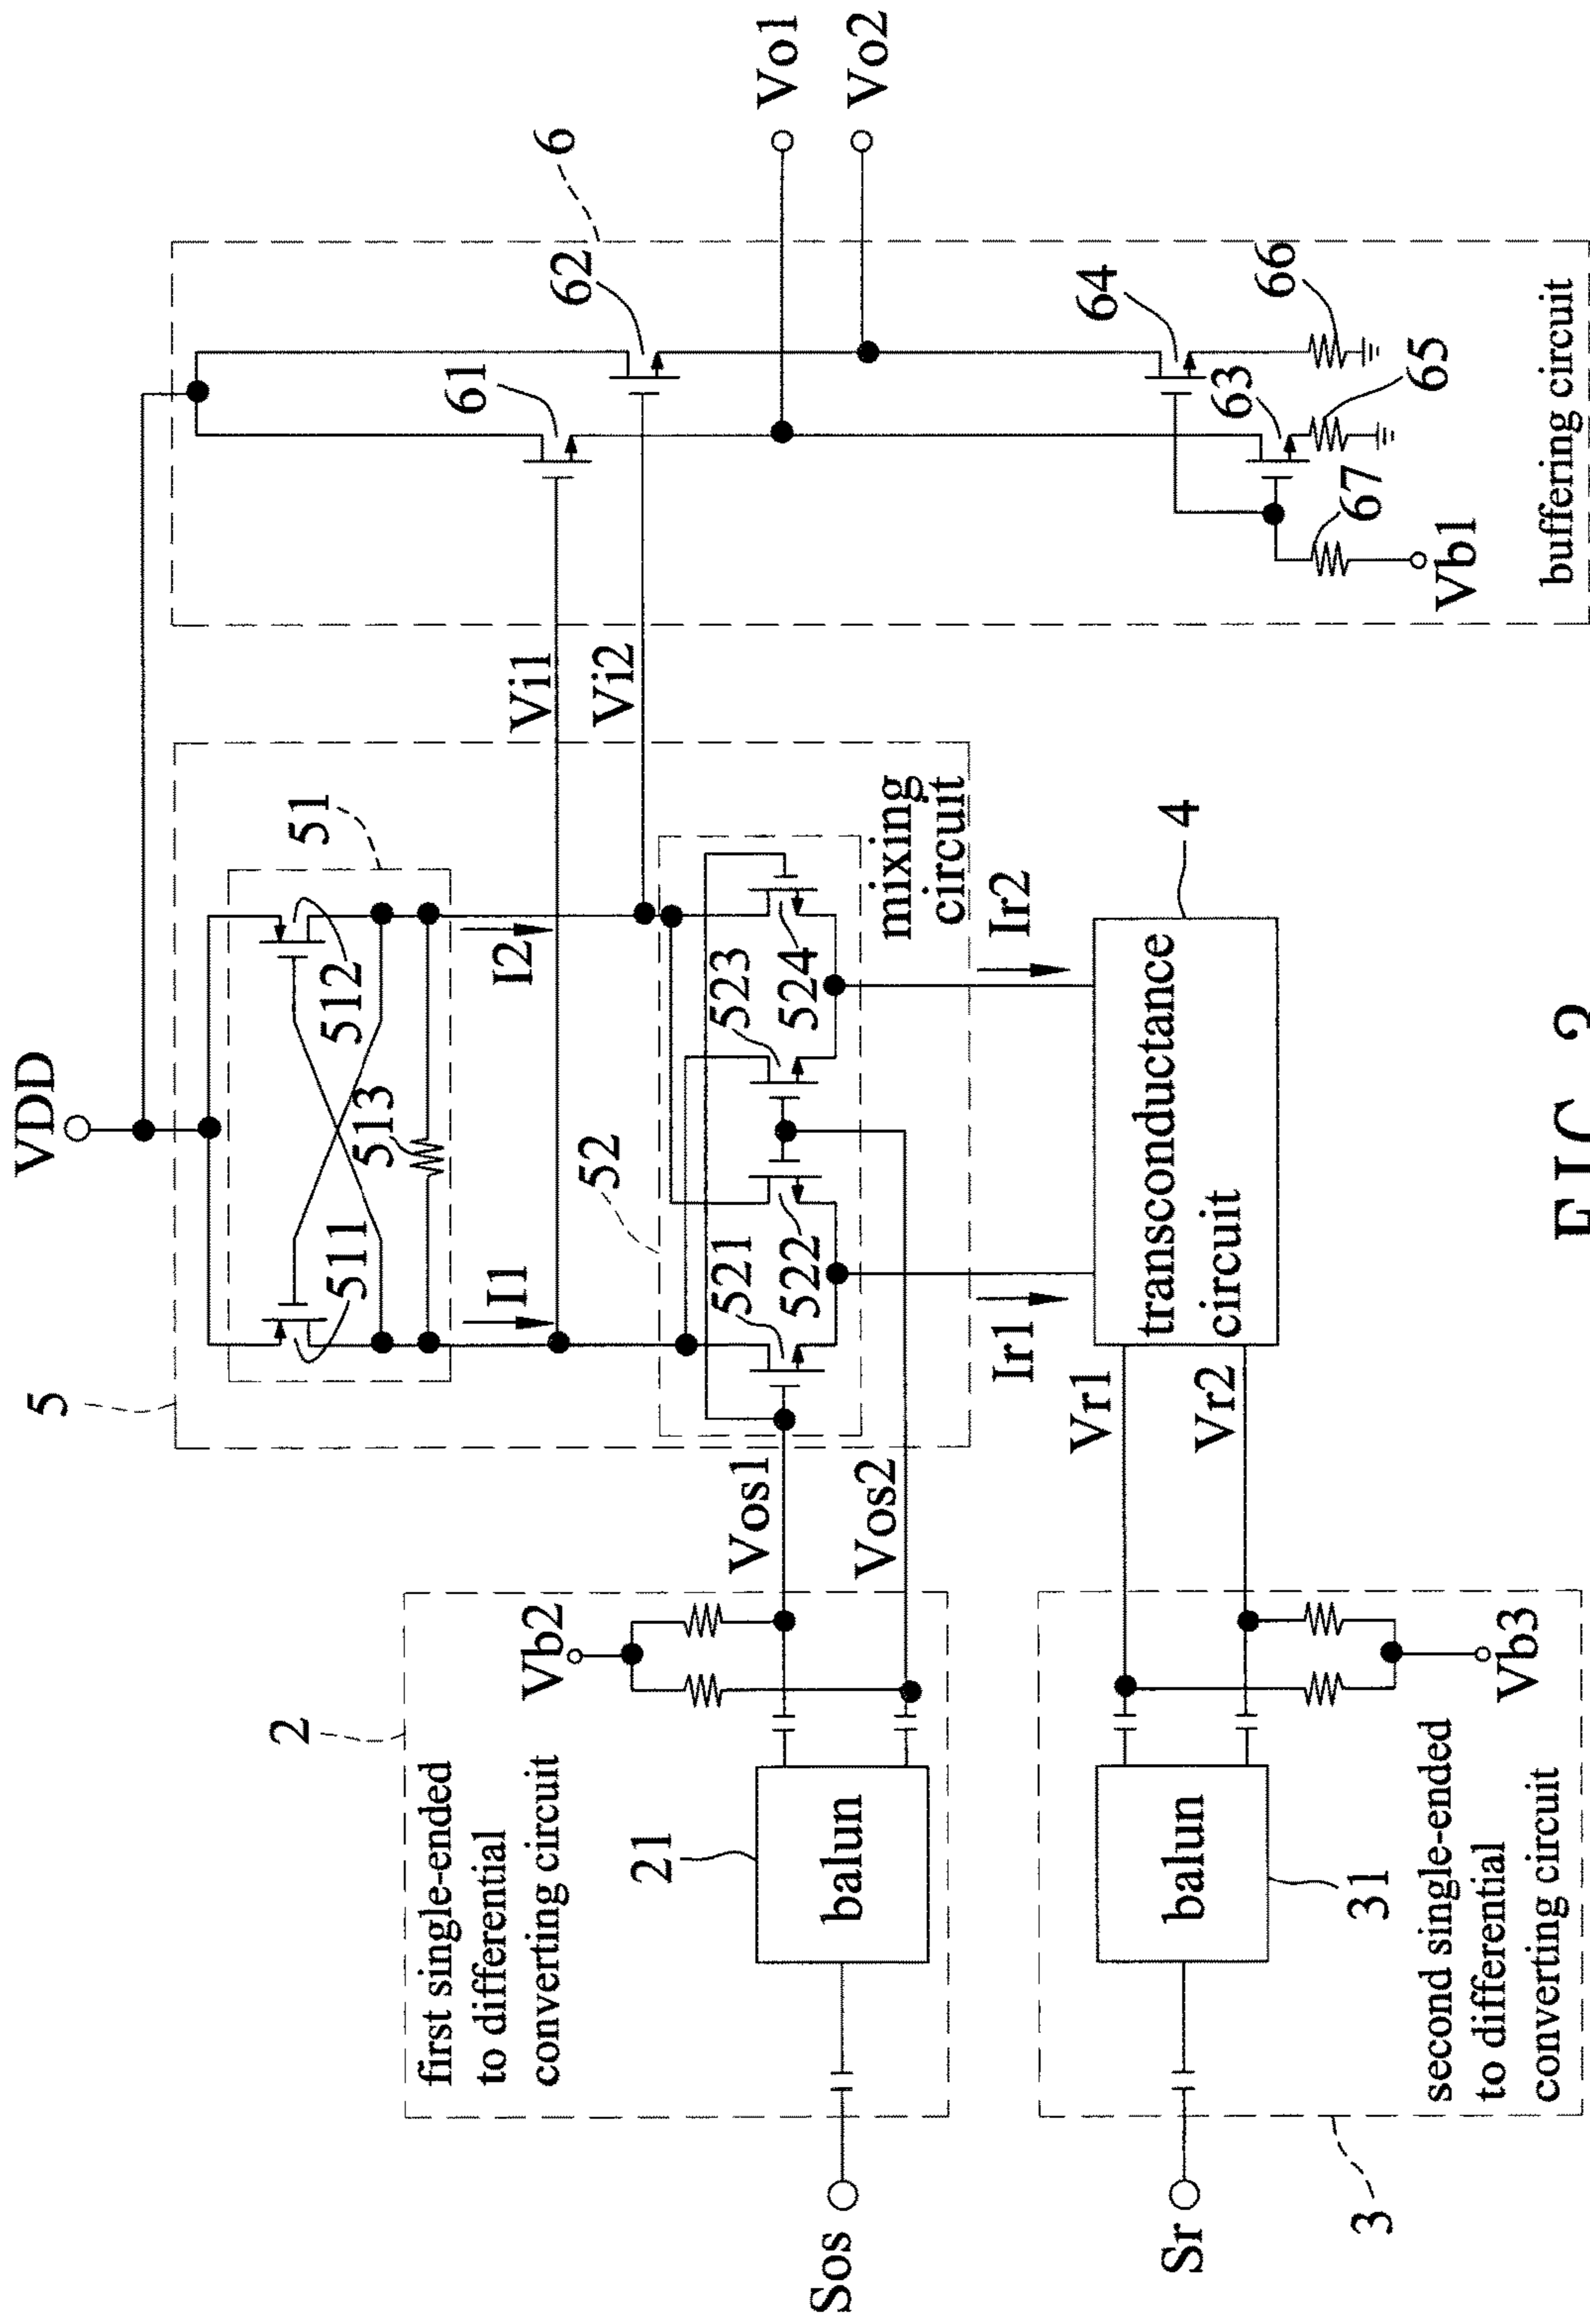 VDD
5
51
511
512
513
I1
I2
Vi1
Vi2
52
521
522
523
524
mixing
circuit
6
61
62
63
64
65
66
67
Vb1
Vo1
Vo2
buffering circuit
2
first single-ended
to differential
converting circuit
Vb2
21
balun
Sos
Vos1
Vos2
Ir1
Ir2
4
transconductance
circuit
Vr1
Vr2
balun
31
Sr
Vb3
second single-ended
to differential
converting circuit
3